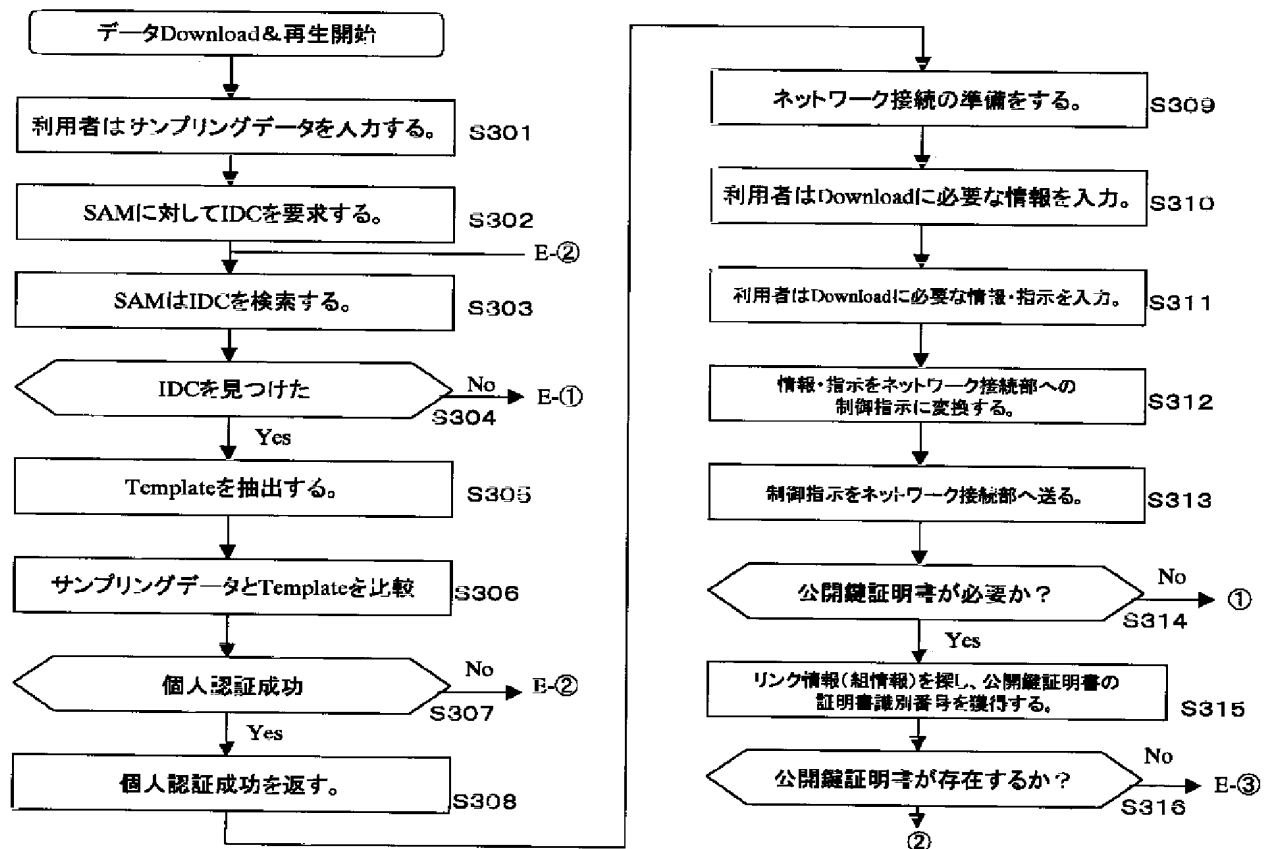 データDownload&再生開始
利用者はサンプリングデータを入力する。
S301
SAMに対してIDCを要求する。
S302
E-②
SAMはIDCを検索する。
S303
IDCを見つけた
No
E-①
S304
Yes
Templateを抽出する。
S305
サンプリングデータとTemplateを比較
S306
個人認証成功
No
E-②
S307
Yes
個人認証成功を返す。
S308
ネットワーク接続の準備をする。
S309
利用者はDownloadに必要な情報を入力。
S310
利用者はDownloadに必要な情報・指示を入力。
S311
情報・指示をネットワーク接続部への
制御指示に変換する。
S312
制御指示をネットワーク接続部へ送る。
S313
公開鍵証明書が必要か?
No
①
S314
Yes
リンク情報(組情報)を探し、公開鍵証明書の
証明書識別番号を獲得する。
S315
公開鍵証明書が存在するか?
No
E-③
S316
②